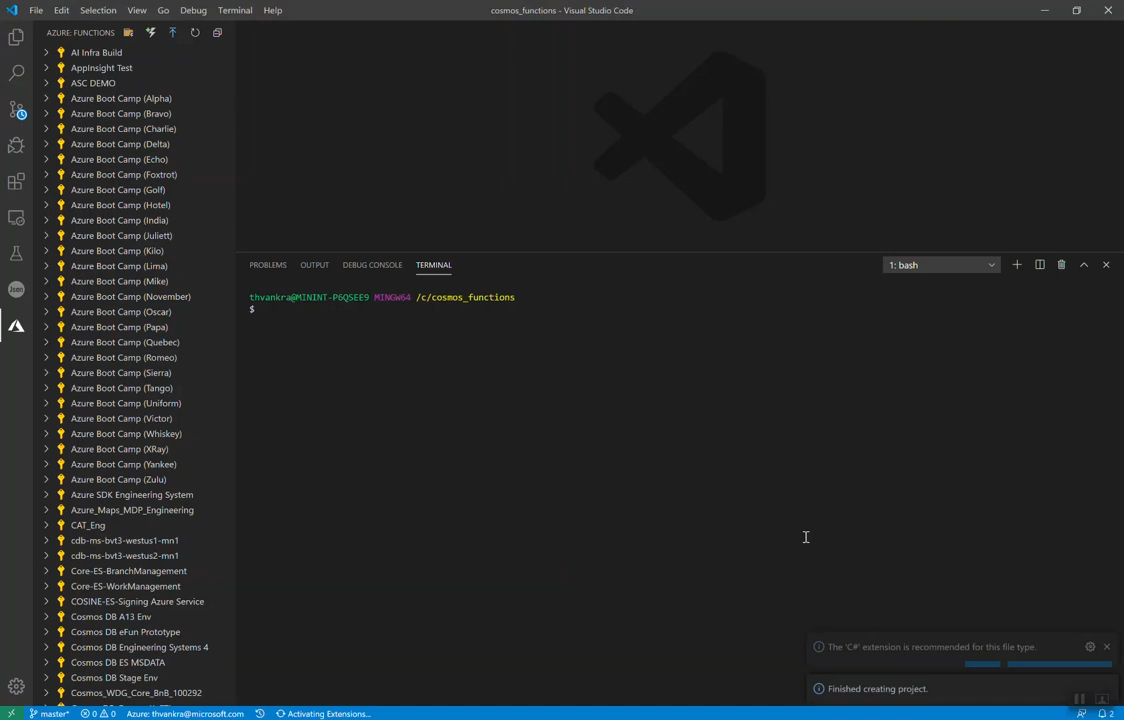 File Edit Selection View Go Debug Terminal Help
cosmos_functions - Visual Studio Code
AZURE: FUNCTIONS
AI Infra Build
AppInsight Test
ASC DEMO
Azure Boot Camp (Alpha)
Azure Boot Camp (Bravo)
Azure Boot Camp (Charlie)
Azure Boot Camp (Delta)
Azure Boot Camp (Echo)
Azure Boot Camp (Foxtrot)
Azure Boot Camp (Golf)
Azure Boot Camp (Hotel)
Azure Boot Camp (India)
Azure Boot Camp (Juliett)
Azure Boot Camp (Kilo)
Azure Boot Camp (Lima)
Azure Boot Camp (Mike)
Azure Boot Camp (November)
Azure Boot Camp (Oscar)
Azure Boot Camp (Papa)
Azure Boot Camp (Quebec)
Azure Boot Camp (Romeo)
Azure Boot Camp (Sierra)
Azure Boot Camp (Tango)
Azure Boot Camp (Uniform)
Azure Boot Camp (Victor)
Azure Boot Camp (Whiskey)
Azure Boot Camp (XRay)
Azure Boot Camp (Yankee)
Azure Boot Camp (Zulu)
Azure SDK Engineering System
Azure_Maps_MDP_Engineering
CAT_Eng
cdb-ms-bvt3-westus1-mn1
cdb-ms-bvt3-westus2-mn1
Core-ES-BranchManagement
Core-ES-WorkManagement
COSINE-ES-Signing Azure Service
Cosmos DB A13 Env
Cosmos DB eFun Prototype
Cosmos DB Engineering Systems 4
Cosmos DB ES MSDATA
Cosmos DB Stage Env
Cosmos_WDG_Core_BnB_100292
Json
PROBLEMS OUTPUT DEBUG CONSOLE TERMINAL
1: bash
thvankra@MININT-P6QSEE9 MINGW64 /c/cosmos_functions
$
The 'C#' extension is recommended for this file type.
Finished creating project.
master* 0 0 Azure: thvankra@microsoft.com Activating Extensions... 2